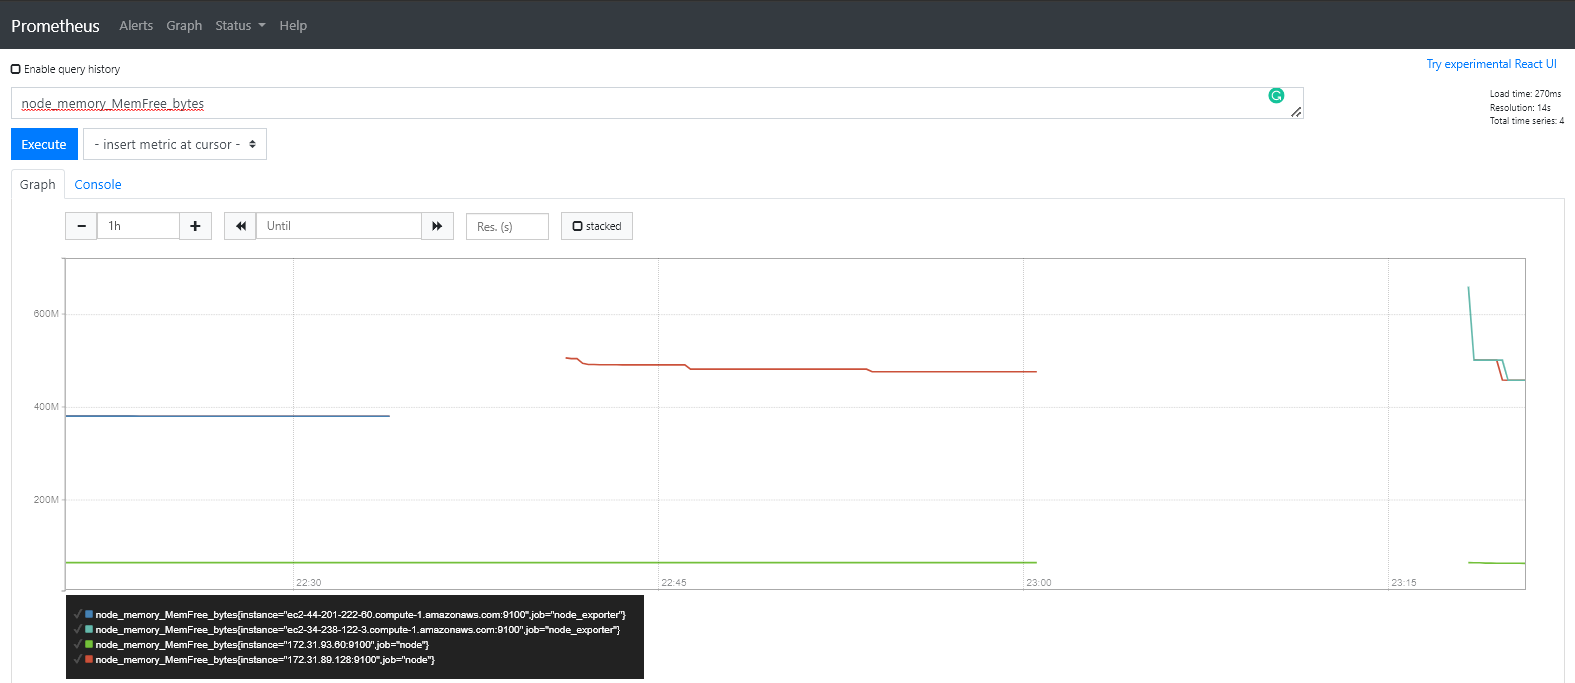 Prometheus Alerts Graph Status Help
Enable query history
Try experimental React UI
node_memory_MemFree_bytes
Load time: 270ms
Resolution: 14s
Total time series: 4
Execute - insert metric at cursor -
Graph Console
1h Until Res. (s) stacked
600M
400M
200M
22:30 22:45 23:00 23:15
node_memory_MemFree_bytes{instance="ec2-44-201-222-60.compute-1.amazonaws.com:9100",job="node_exporter"}
node_memory_MemFree_bytes{instance="ec2-34-238-122-3.compute-1.amazonaws.com:9100",job="node_exporter"}
node_memory_MemFree_bytes{instance="172.31.93.60:9100",job="node"}
node_memory_MemFree_bytes{instance="172.31.89.128:9100",job="node"}